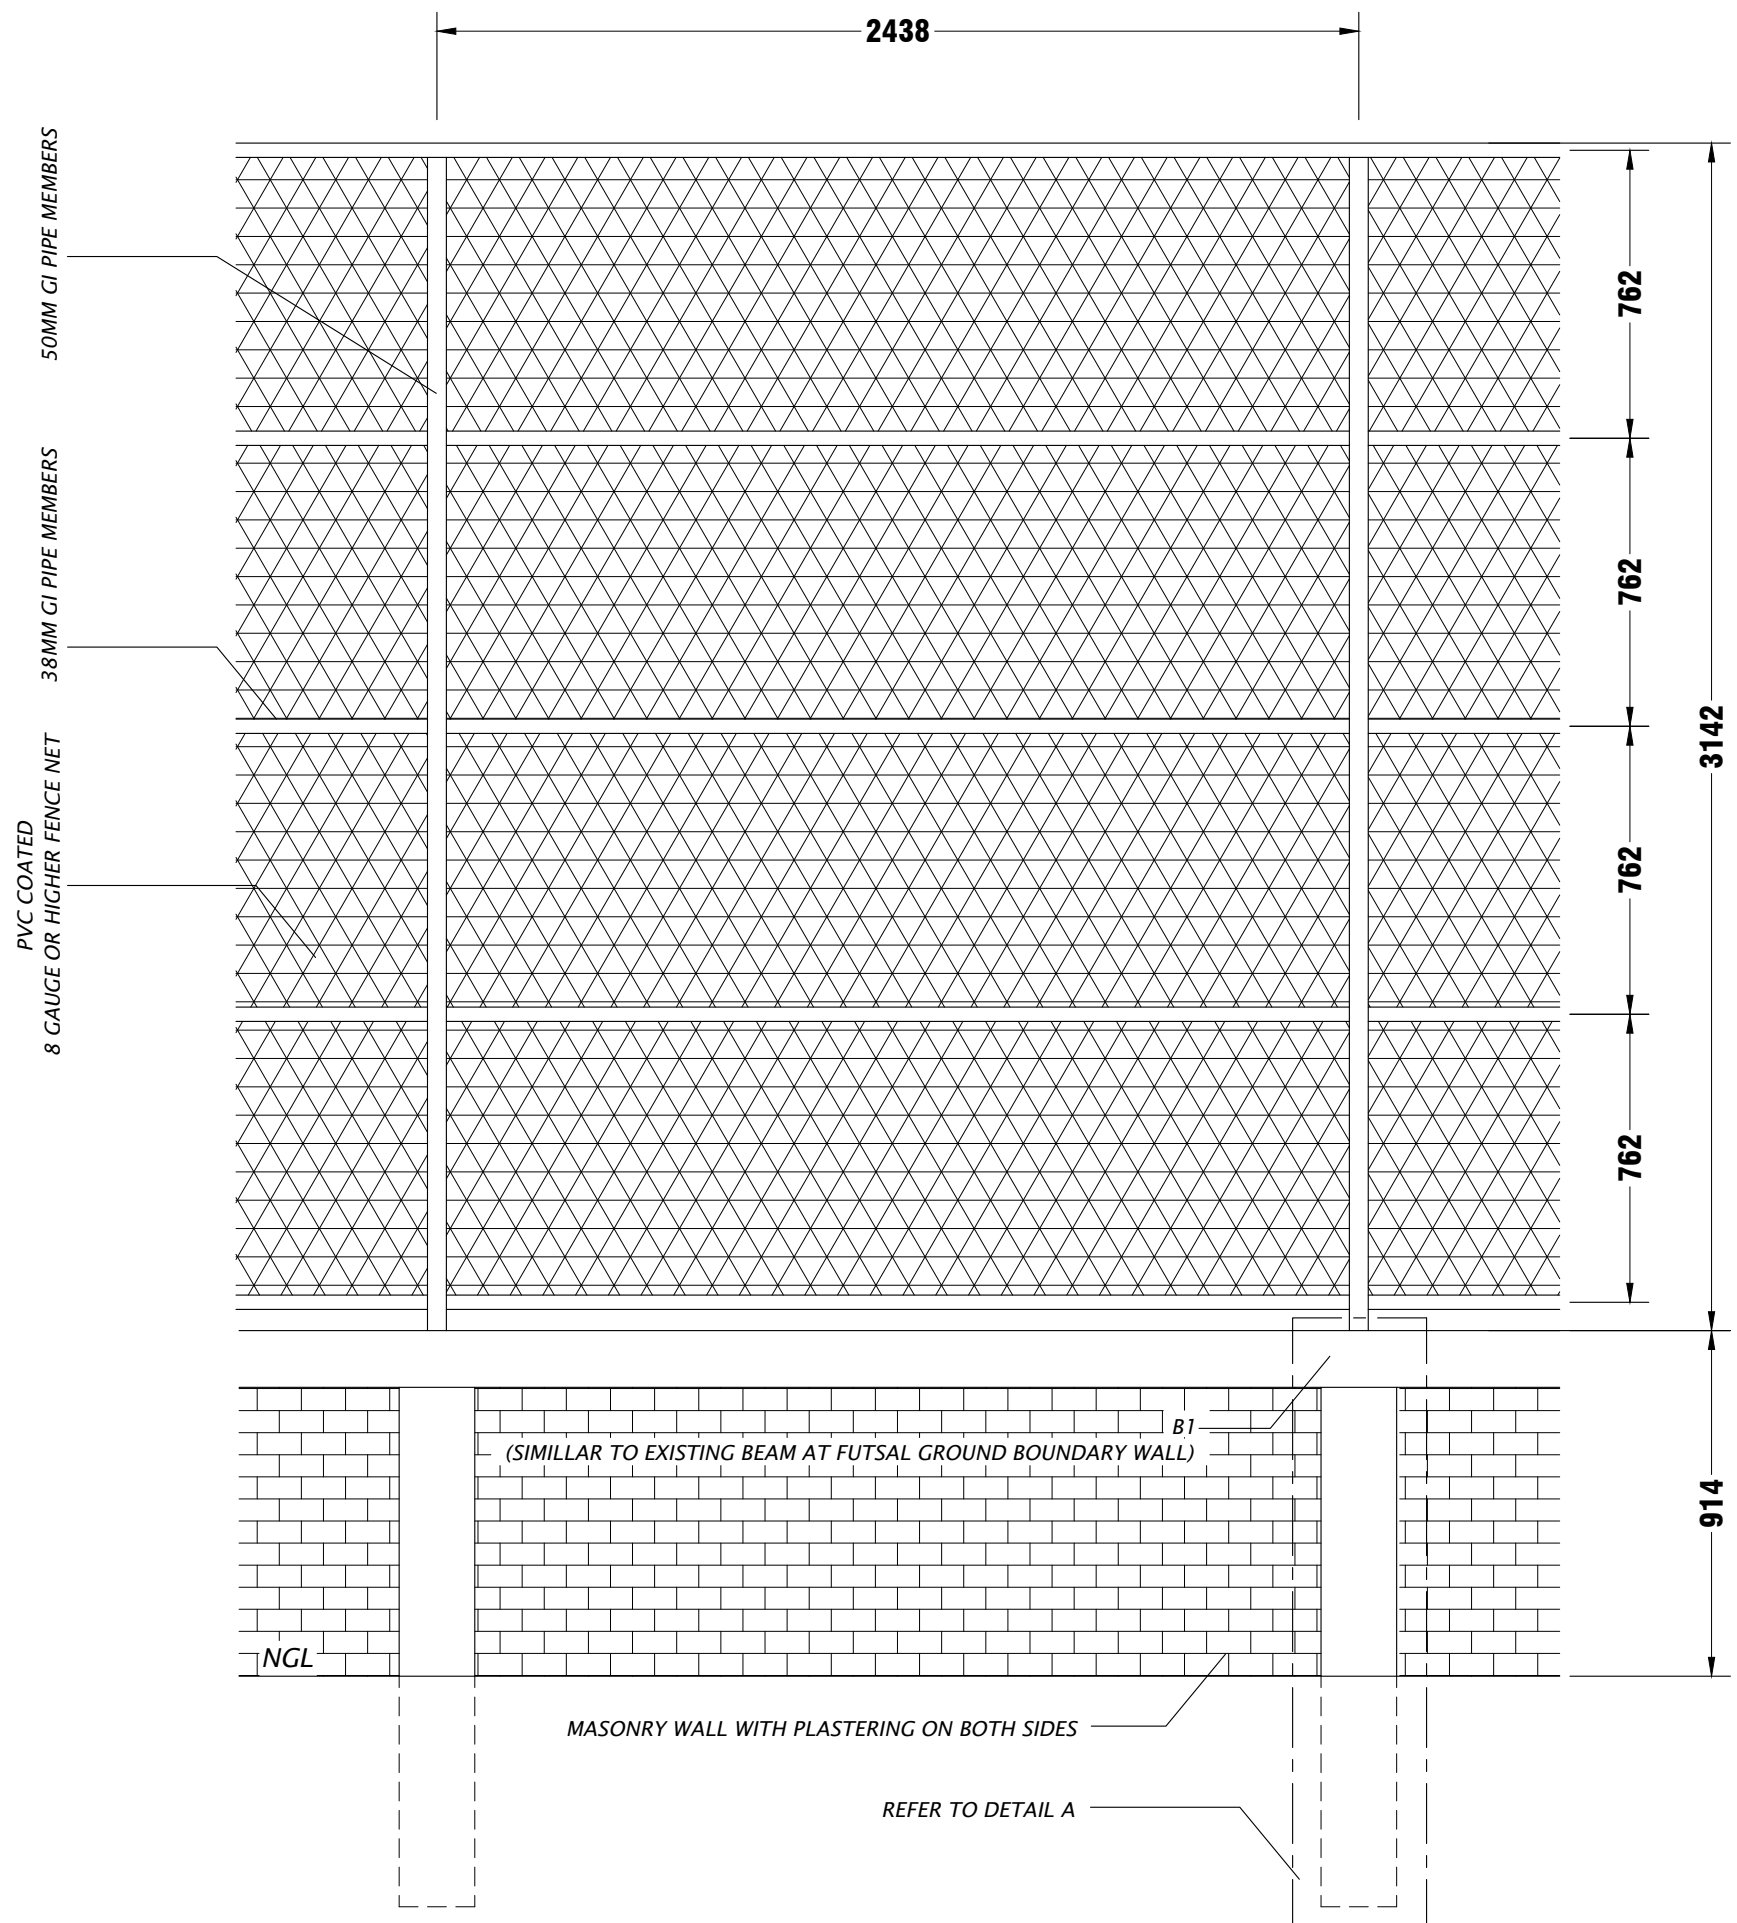 2438
50MM GI PIPE MEMBERS
762
38MM GI PIPE MEMBERS
762
3142
PVC COATED
8 GAUGE OR HIGHER FENCE NET
762
762
B1
(SIMILLAR TO EXISTING BEAM AT FUTSAL GROUND BOUNDARY WALL)
914
NGL
MASONRY WALL WITH PLASTERING ON BOTH SIDES
REFER TO DETAIL A